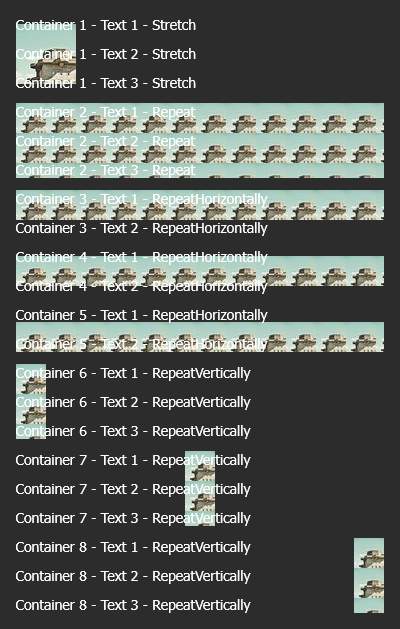 Container 1 - Text 1 - Stretch
Container 1 - Text 2 - Stretch
Container 1 - Text 3 - Stretch
Container 2 - Text 1 - Repeat
Container 2 - Text 2 - Repeat
Container 2 - Text 3 - Repeat
Container 3 - Text 1 - RepeatHorizontally
Container 3 - Text 2 - RepeatHorizontally
Container 4 - Text 1 - RepeatHorizontally
Container 4 - Text 2 - RepeatHorizontally
Container 5 - Text 1 - RepeatHorizontally
Container 5 - Text 2 - RepeatHorizontally
Container 6 - Text 1 - RepeatVertically
Container 6 - Text 2 - RepeatVertically
Container 6 - Text 3 - RepeatVertically
Container 7 - Text 1 - RepeatVertically
Container 7 - Text 2 - RepeatVertically
Container 7 - Text 3 - RepeatVertically
Container 8 - Text 1 - RepeatVertically
Container 8 - Text 2 - RepeatVertically
Container 8 - Text 3 - RepeatVertically